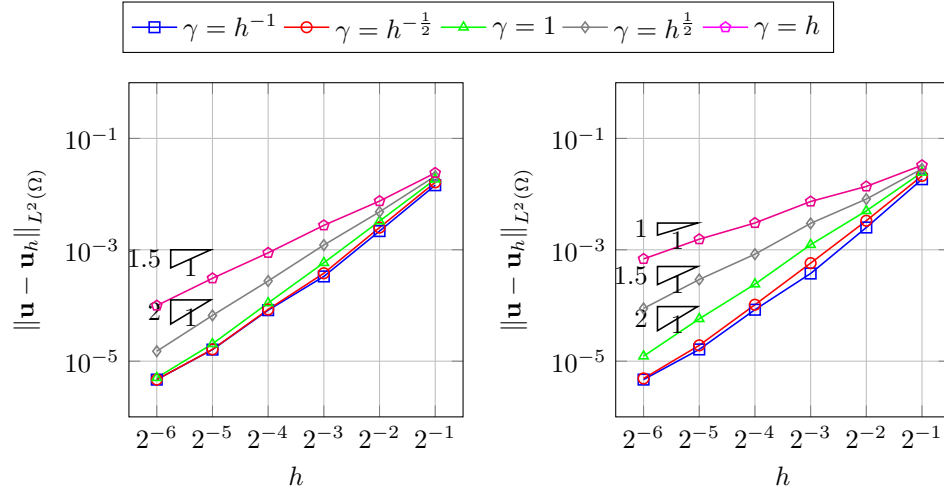 γ = h^{-1} γ = h^{-\frac{1}{2}} γ = 1 γ = h^{\frac{1}{2}} γ = h
10^{-1}
10^{-3}
10^{-5}
‖u − u_h‖_{L^2(Ω)}
1.5
1
2
1
2^{-6} 2^{-5} 2^{-4} 2^{-3} 2^{-2} 2^{-1}
h
10^{-1}
10^{-3}
10^{-5}
‖u − u_h‖_{L^2(Ω)}
1
1
1.5
1
2
1
2^{-6} 2^{-5} 2^{-4} 2^{-3} 2^{-2} 2^{-1}
h